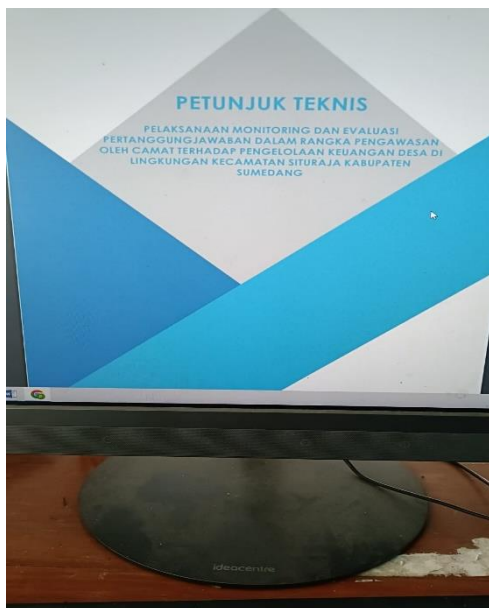 PETUNJUK TEKNIS
PELAKSANAAN MONITORING DAN EVALUASI
PERTANGGUNGJAWABAN DALAM RANGKA PENGAWASAN
OLEH CAMAT TERHADAP PENGELOLAAN KEUANGAN DESA DI
LINGKUNGAN KECAMATAN SITURAJA KABUPATEN
SUMEDANG
ideacentre